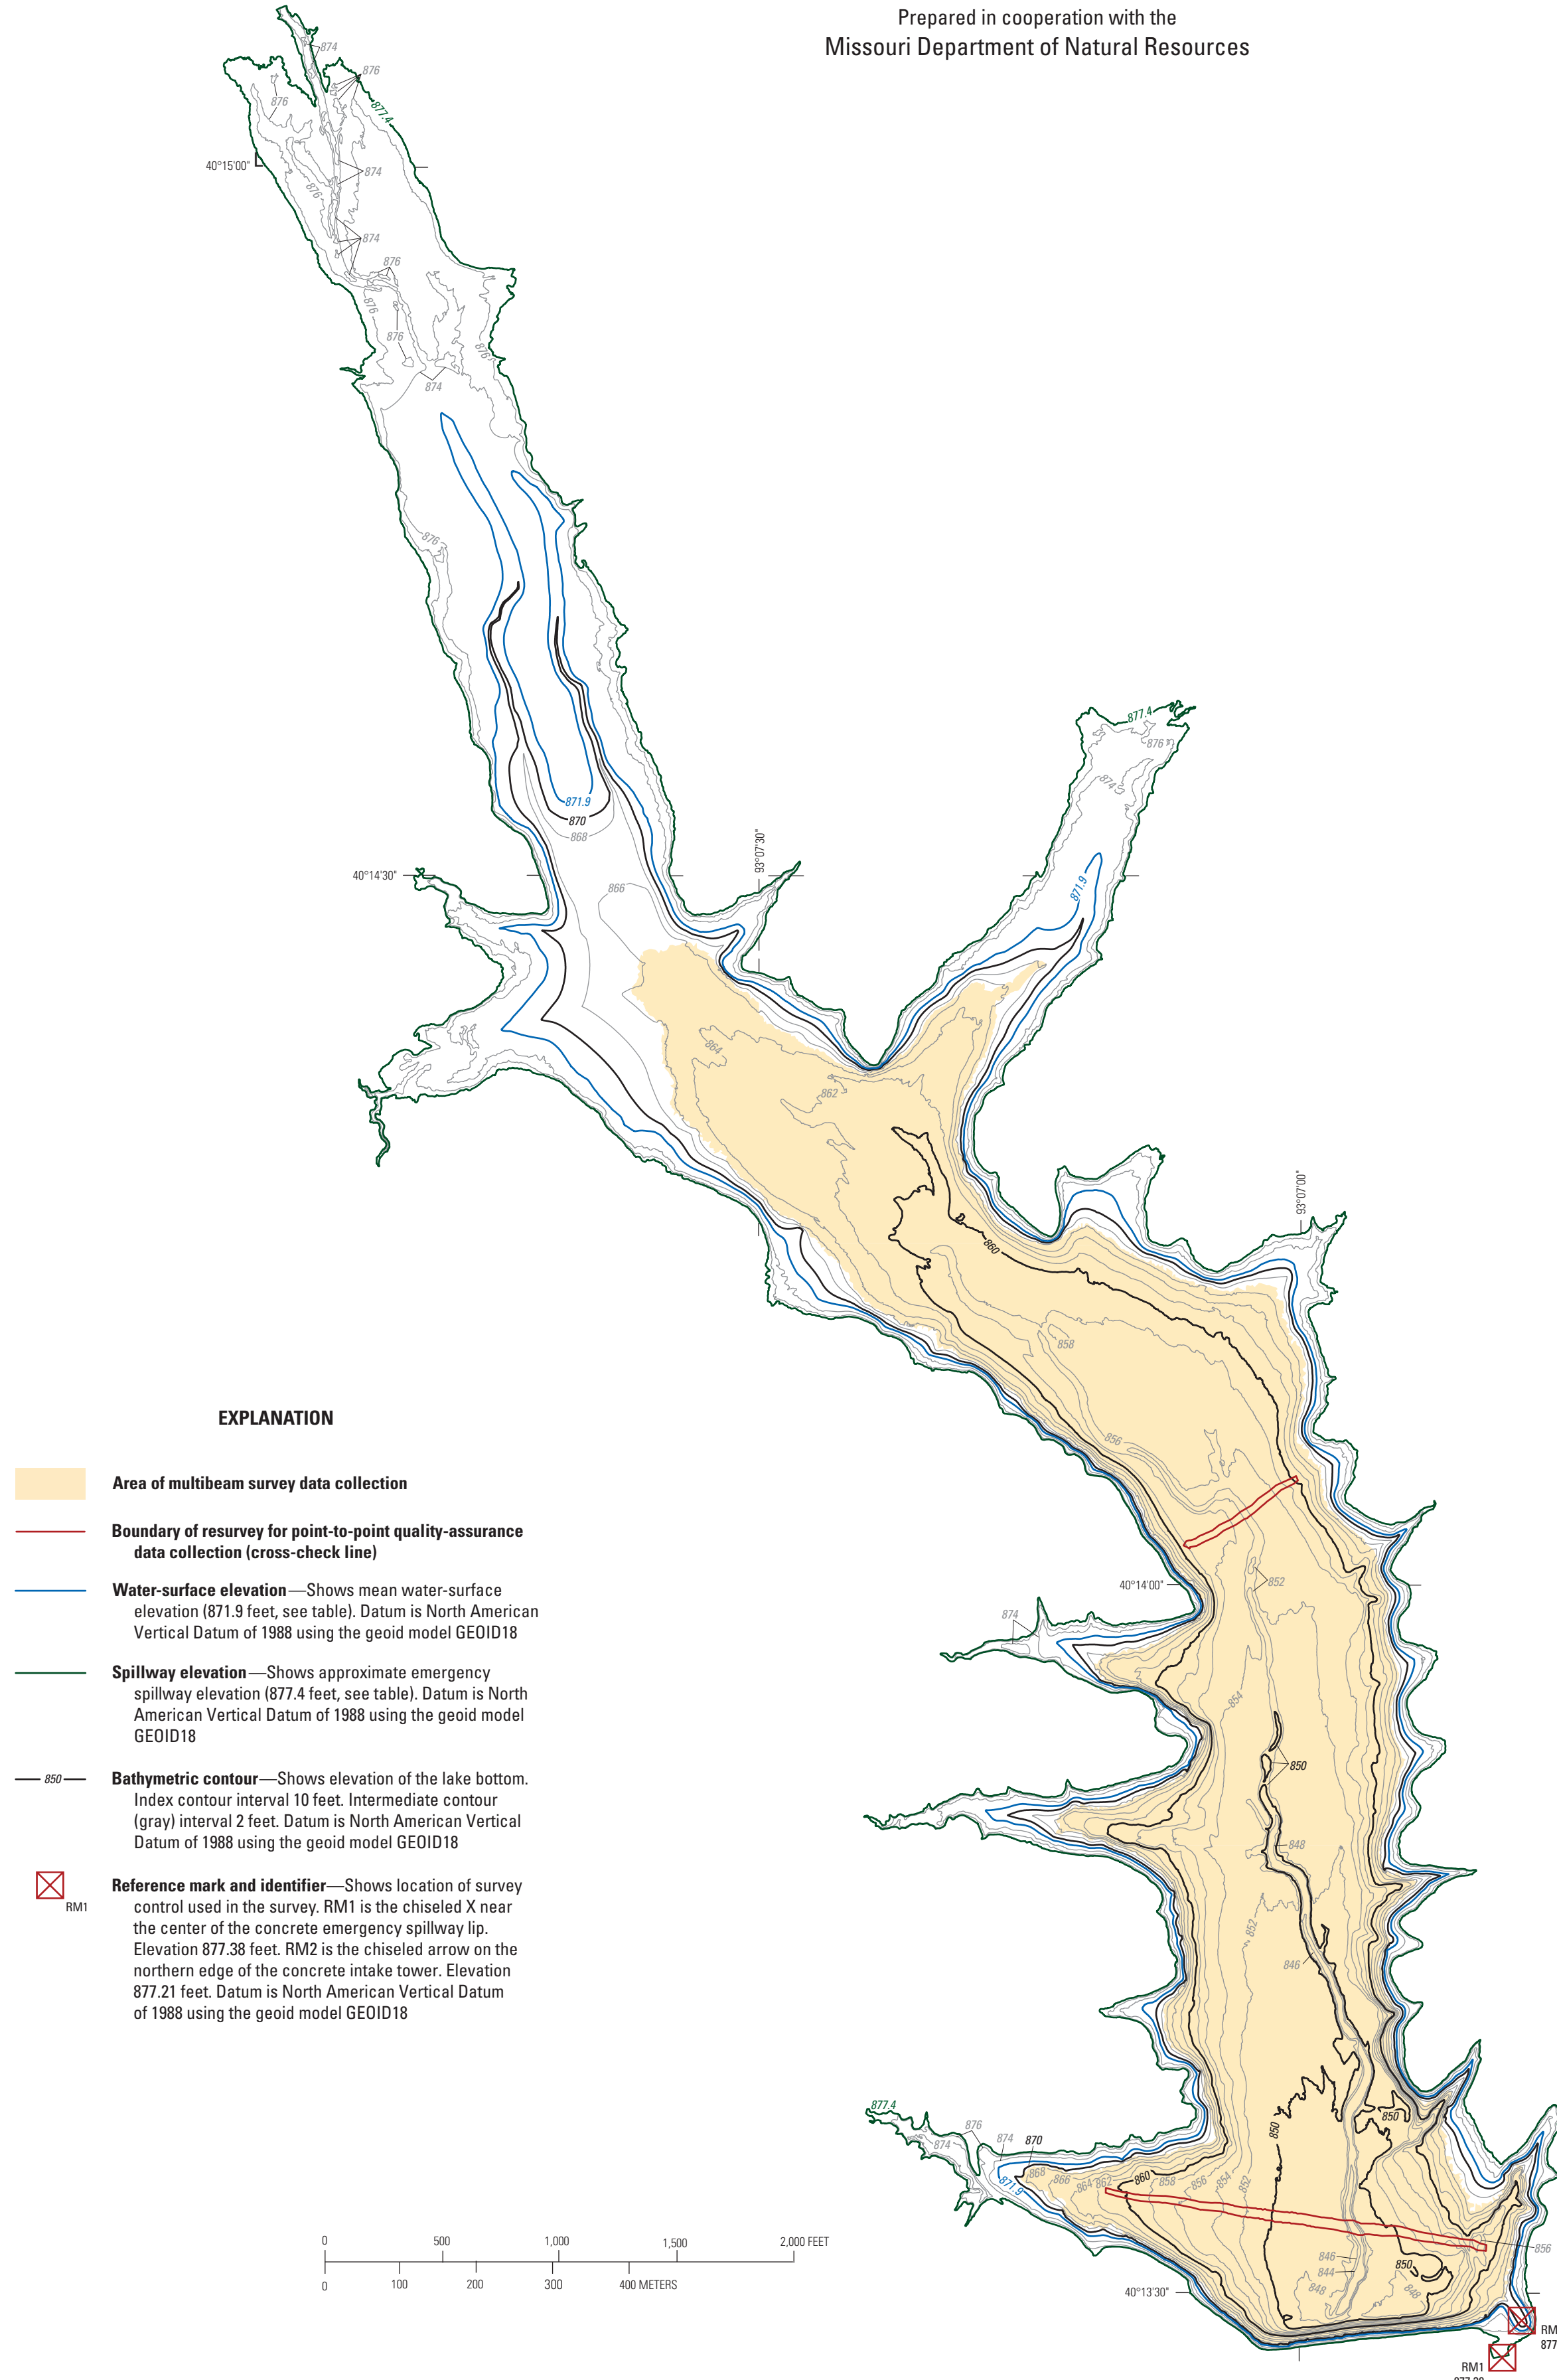 Prepared in cooperation with the
Missouri Department of Natural Resources
874
876
876
877.4
40°15'00"
874
876
874
876
876
876
876
874
876
877.4
876
874
871.9
870
868
93°07'30"
40°14'30"
871.9
866
864
862
93°07'00"
860
858
856
EXPLANATION
Area of multibeam survey data collection
Boundary of resurvey for point-to-point quality-assurance
data collection (cross-check line)
Water-surface elevation—Shows mean water-surface
elevation (871.9 feet, see table). Datum is North American
Vertical Datum of 1988 using the geoid model GEOID18
Spillway elevation—Shows approximate emergency
spillway elevation (877.4 feet, see table). Datum is North
American Vertical Datum of 1988 using the geoid model
GEOID18
850
Bathymetric contour—Shows elevation of the lake bottom.
Index contour interval 10 feet. Intermediate contour
(gray) interval 2 feet. Datum is North American Vertical
Datum of 1988 using the geoid model GEOID18
RM1
Reference mark and identifier—Shows location of survey
control used in the survey. RM1 is the chiseled X near
the center of the concrete emergency spillway lip.
Elevation 877.38 feet. RM2 is the chiseled arrow on the
northern edge of the concrete intake tower. Elevation
877.21 feet. Datum is North American Vertical Datum
of 1988 using the geoid model GEOID18
40°14'00"
852
874
854
850
848
852
846
877.4
876
874
874
870
850
850
871.9
868
866
864
862
860
858
856
854
852
856
846
844
848
850
848
0 500 1,000 1,500 2,000 FEET
0 100 200 300 400 METERS
40°13'30"
RM
877
RM1